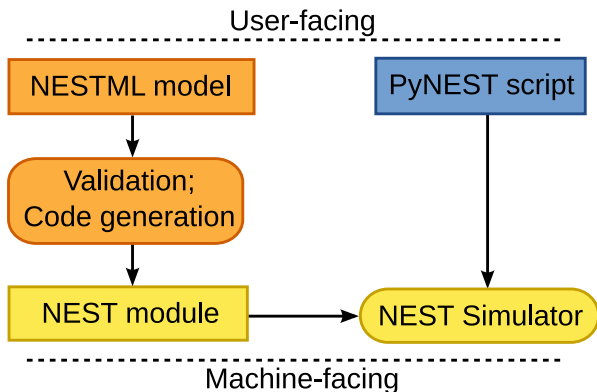 User-facing
NESTML model
PyNEST script
Validation;
Code generation
NEST module
NEST Simulator
Machine-facing